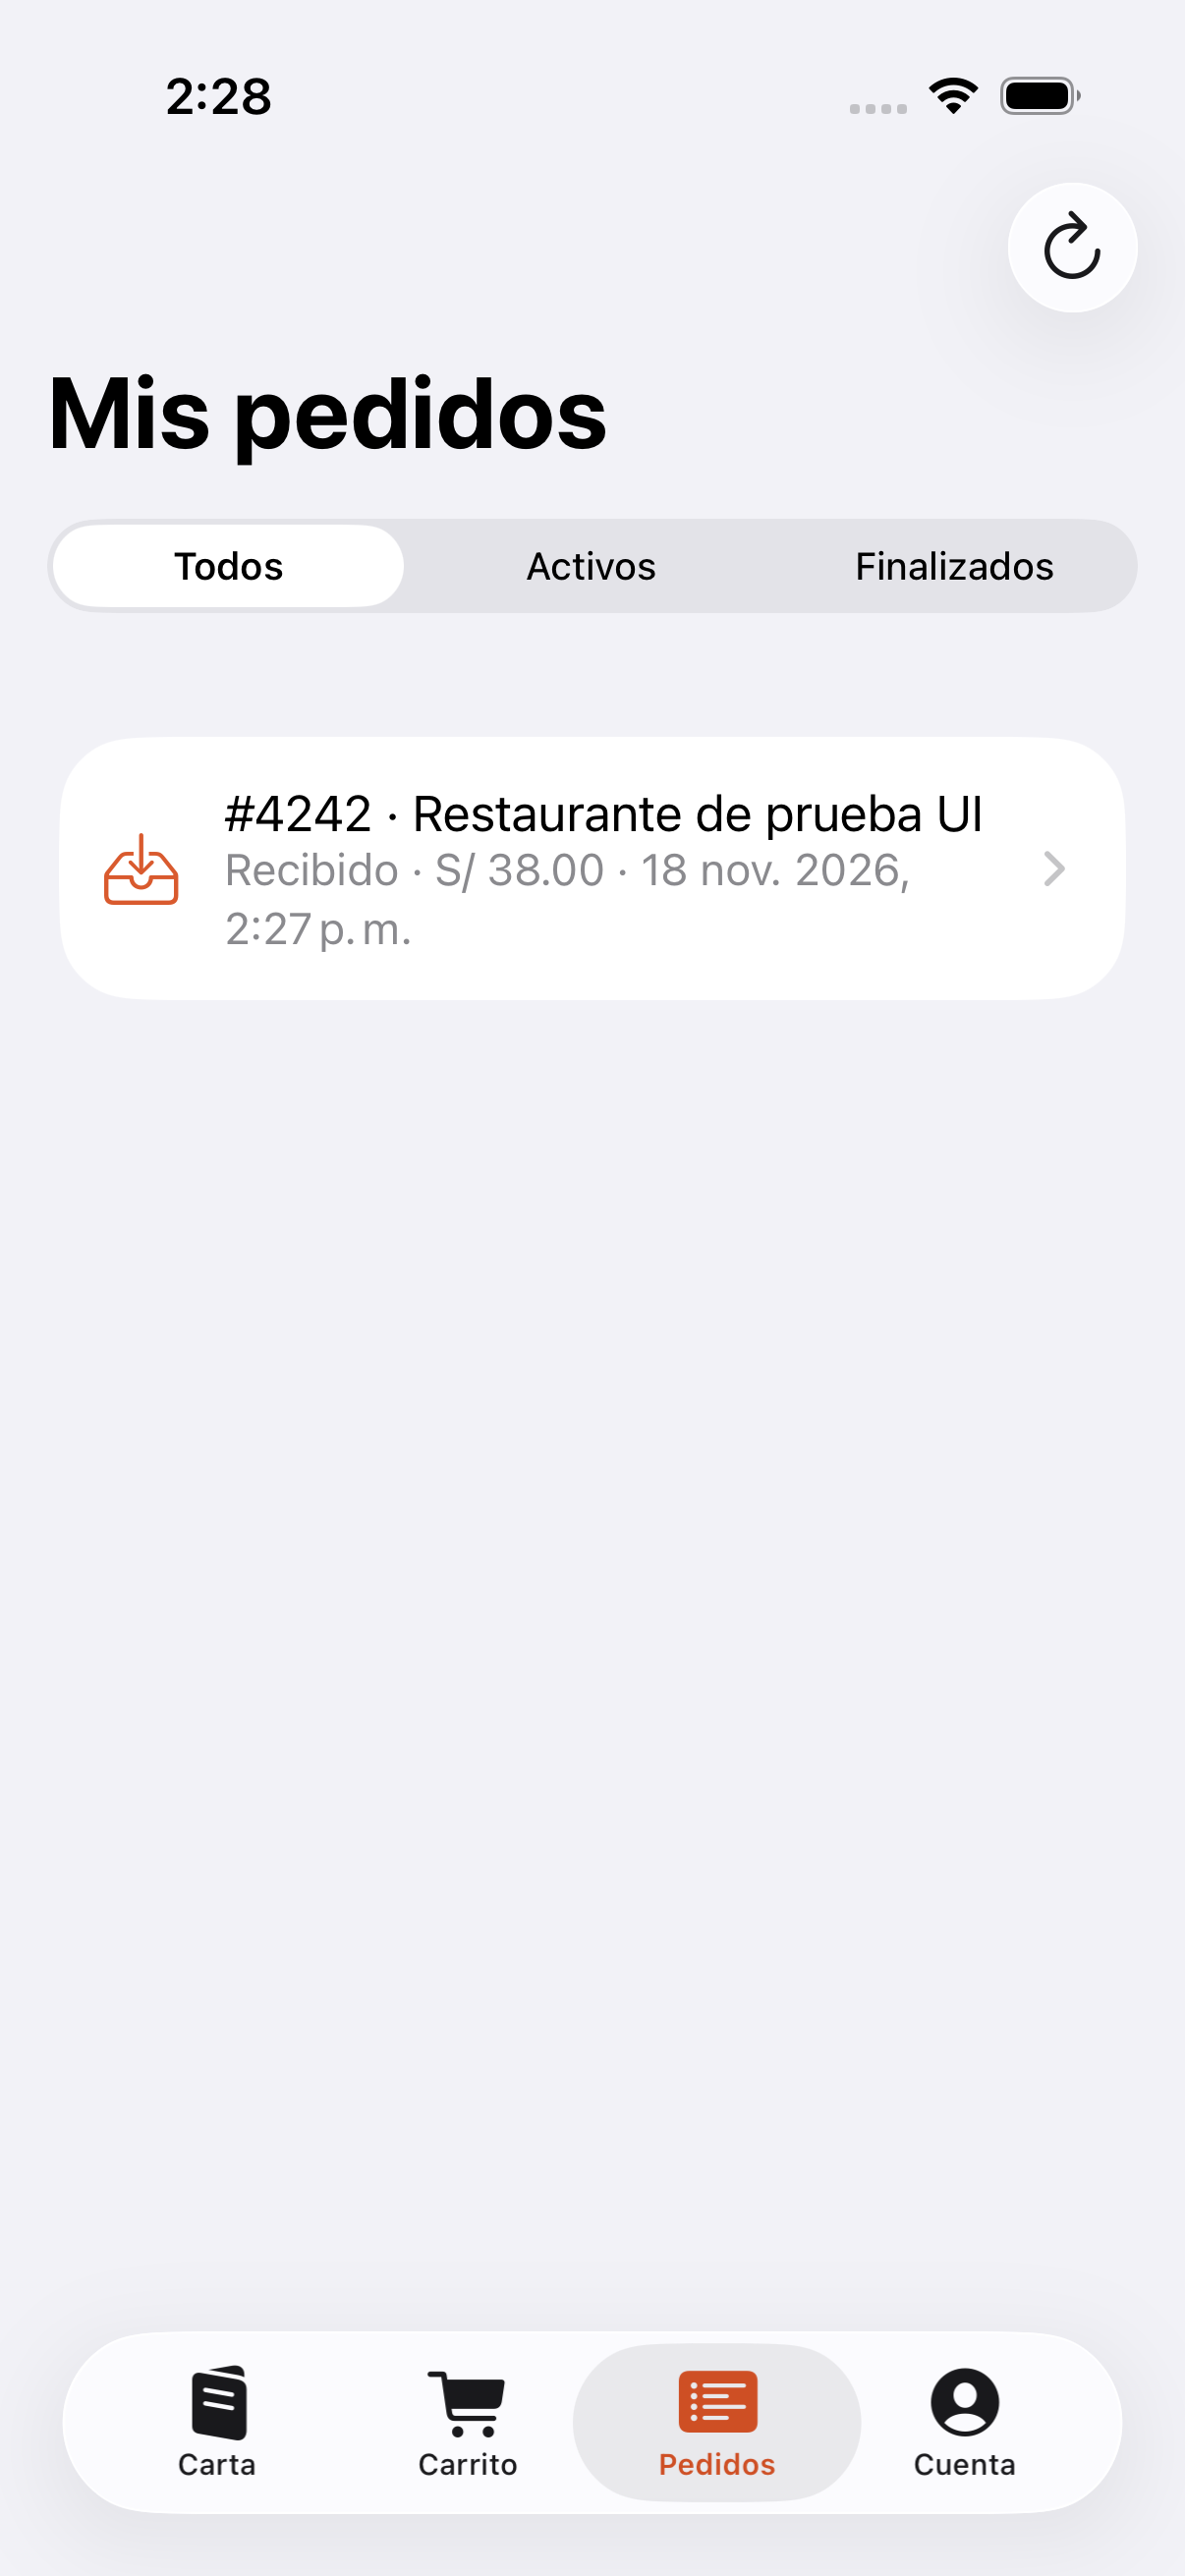 2:28
Mis pedidos
Todos
Activos
Finalizados
#4242 · Restaurante de prueba UI
Recibido · S/ 38.00 · 18 nov. 2026,
2:27 p. m.
Carta
Carrito
Pedidos
Cuenta